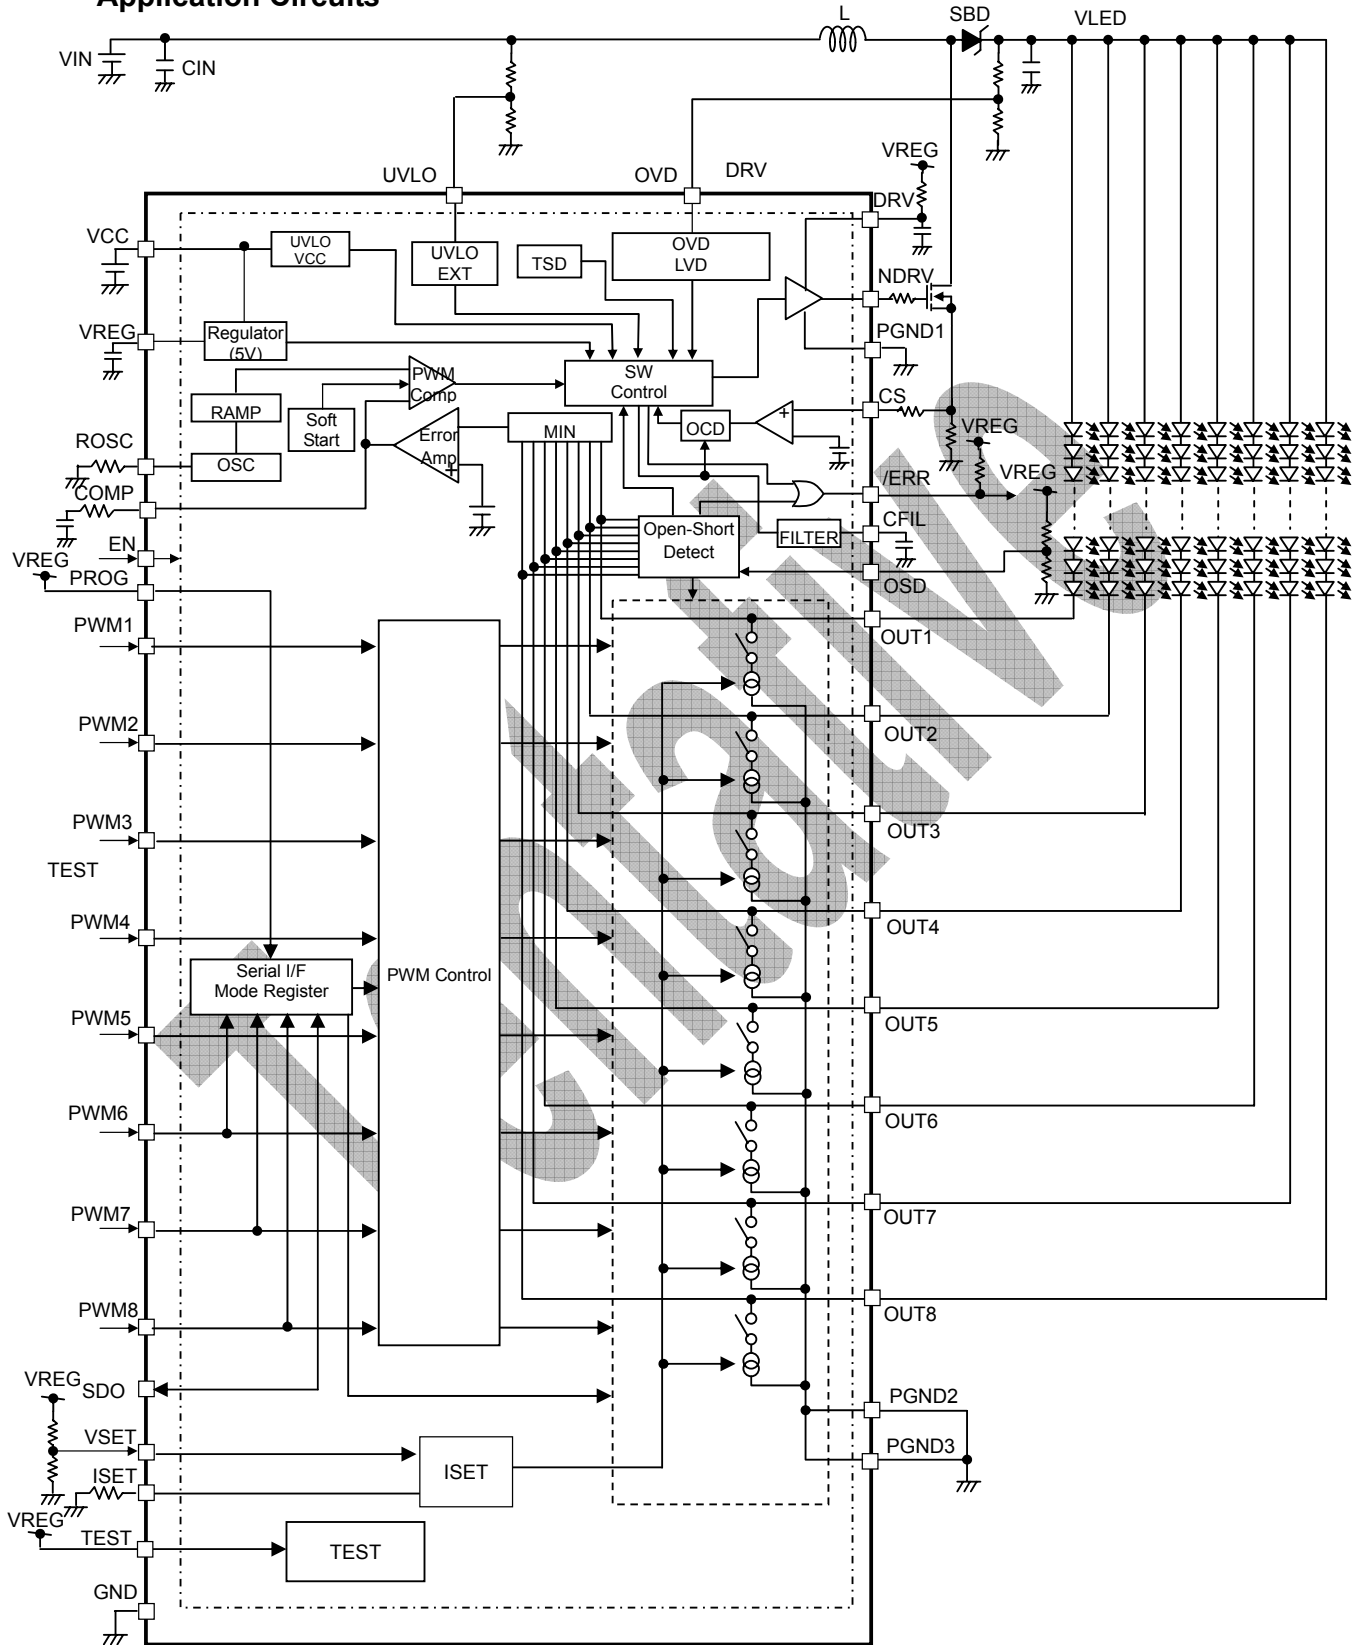 Application Circuits
L
SBD
VLED
VIN
CIN
UVLO
OVD
DRV
VREG
DRV
VCC
UVLO
VCC
UVLO
EXT
TSD
OVD
LVD
NDRV
VREG
Regulator
(5V)
PGND1
PWM
Comp
SW
Control
CS
RAMP
Soft
Start
Error
Amp
+
MIN
OCD
+
VREG
ROSC
OSC
VREG
/ERR
COMP
CFIL
Open-Short
Detect
FILTER
EN
VREG
PROG
OSD
PWM1
OUT1
PWM2
OUT2
PWM3
OUT3
TEST
PWM4
OUT4
Serial I/F
Mode Register
PWM Control
PWM5
OUT5
PWM6
OUT6
PWM7
OUT7
PWM8
OUT8
VREG
SDO
PGND2
VSET
PGND3
ISET
ISET
VREG
TEST
TEST
GND
Tentative